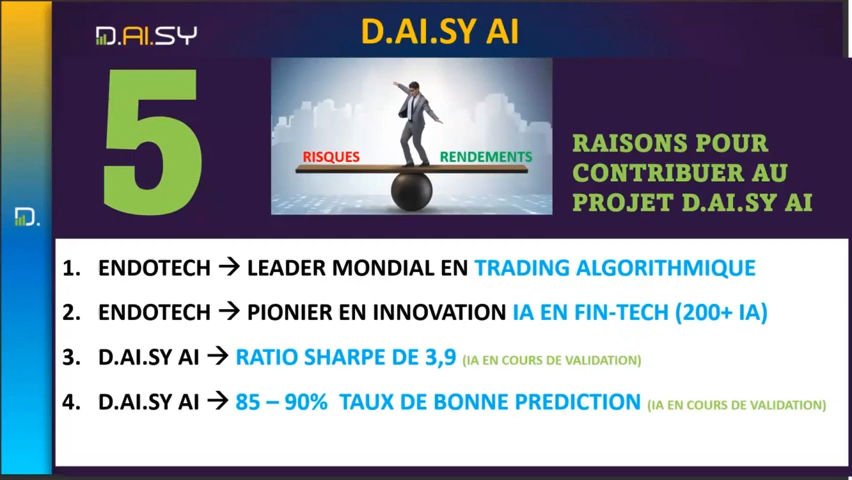 D.AI.SY
D.AI.SY AI
5
RISQUES
RENDEMENTS
RAISONS POUR
CONTRIBUER AU
PROJET D.AI.SY AI
D.
1. ENDOTECH → LEADER MONDIAL EN TRADING ALGORITHMIQUE
2. ENDOTECH → PIONIER EN INNOVATION IA EN FIN-TECH (200+ IA)
3. D.AI.SY AI → RATIO SHARPE DE 3,9 (IA EN COURS DE VALIDATION)
4. D.AI.SY AI → 85 – 90% TAUX DE BONNE PREDICTION (IA EN COURS DE VALIDATION)